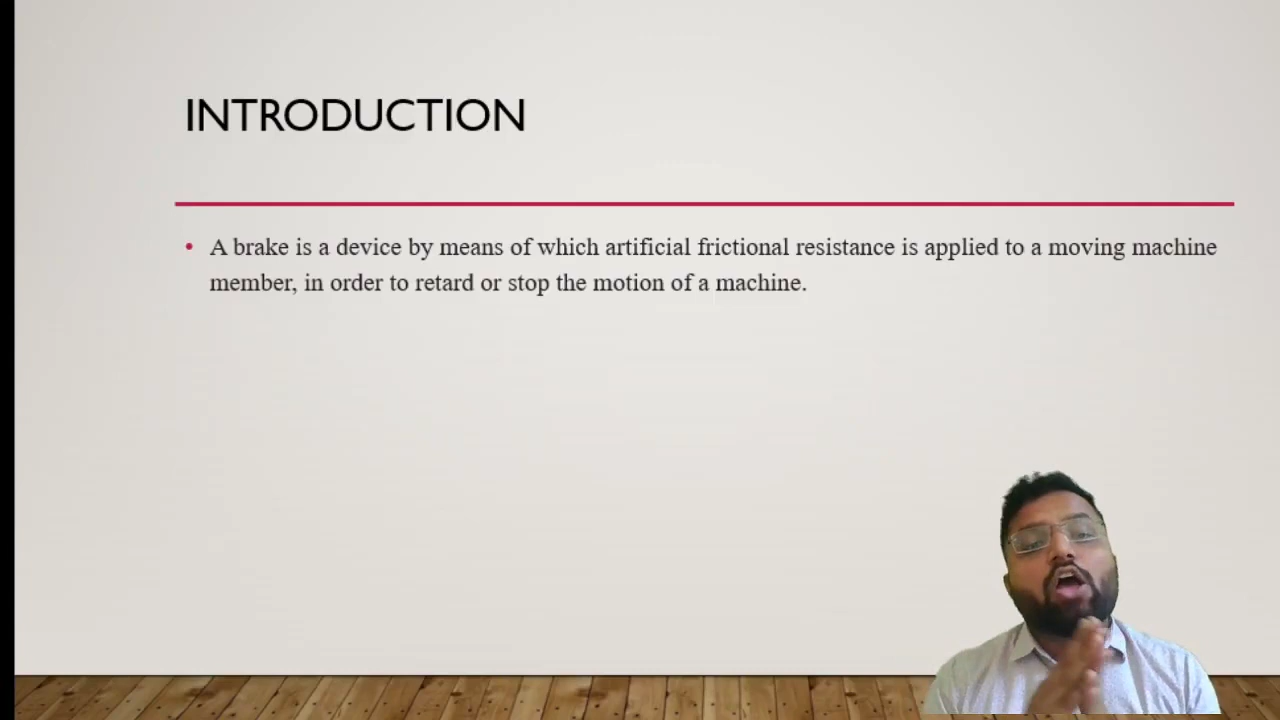 INTRODUCTION
• A brake is a device by means of which artificial frictional resistance is applied to a moving machine
member, in order to retard or stop the motion of a machine.